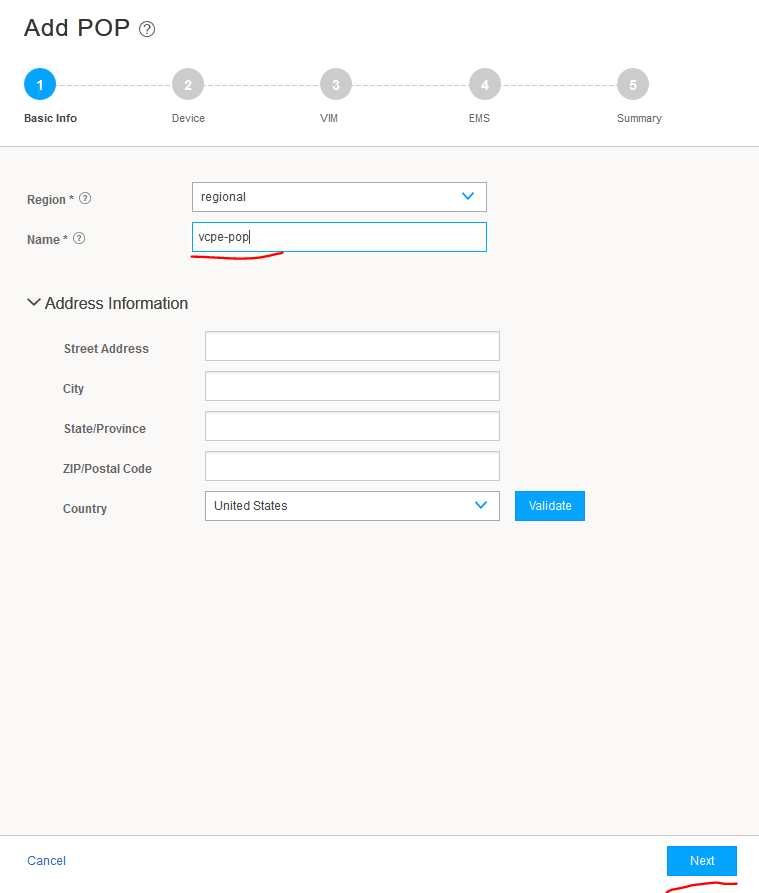 Add POP ?
1 2 3 4 5
Basic Info Device VIM EMS Summary
Region * ? regional
Name * ? vcpe-pop
Address Information
Street Address
City
State/Province
ZIP/Postal Code
Country United States Validate
Cancel Next